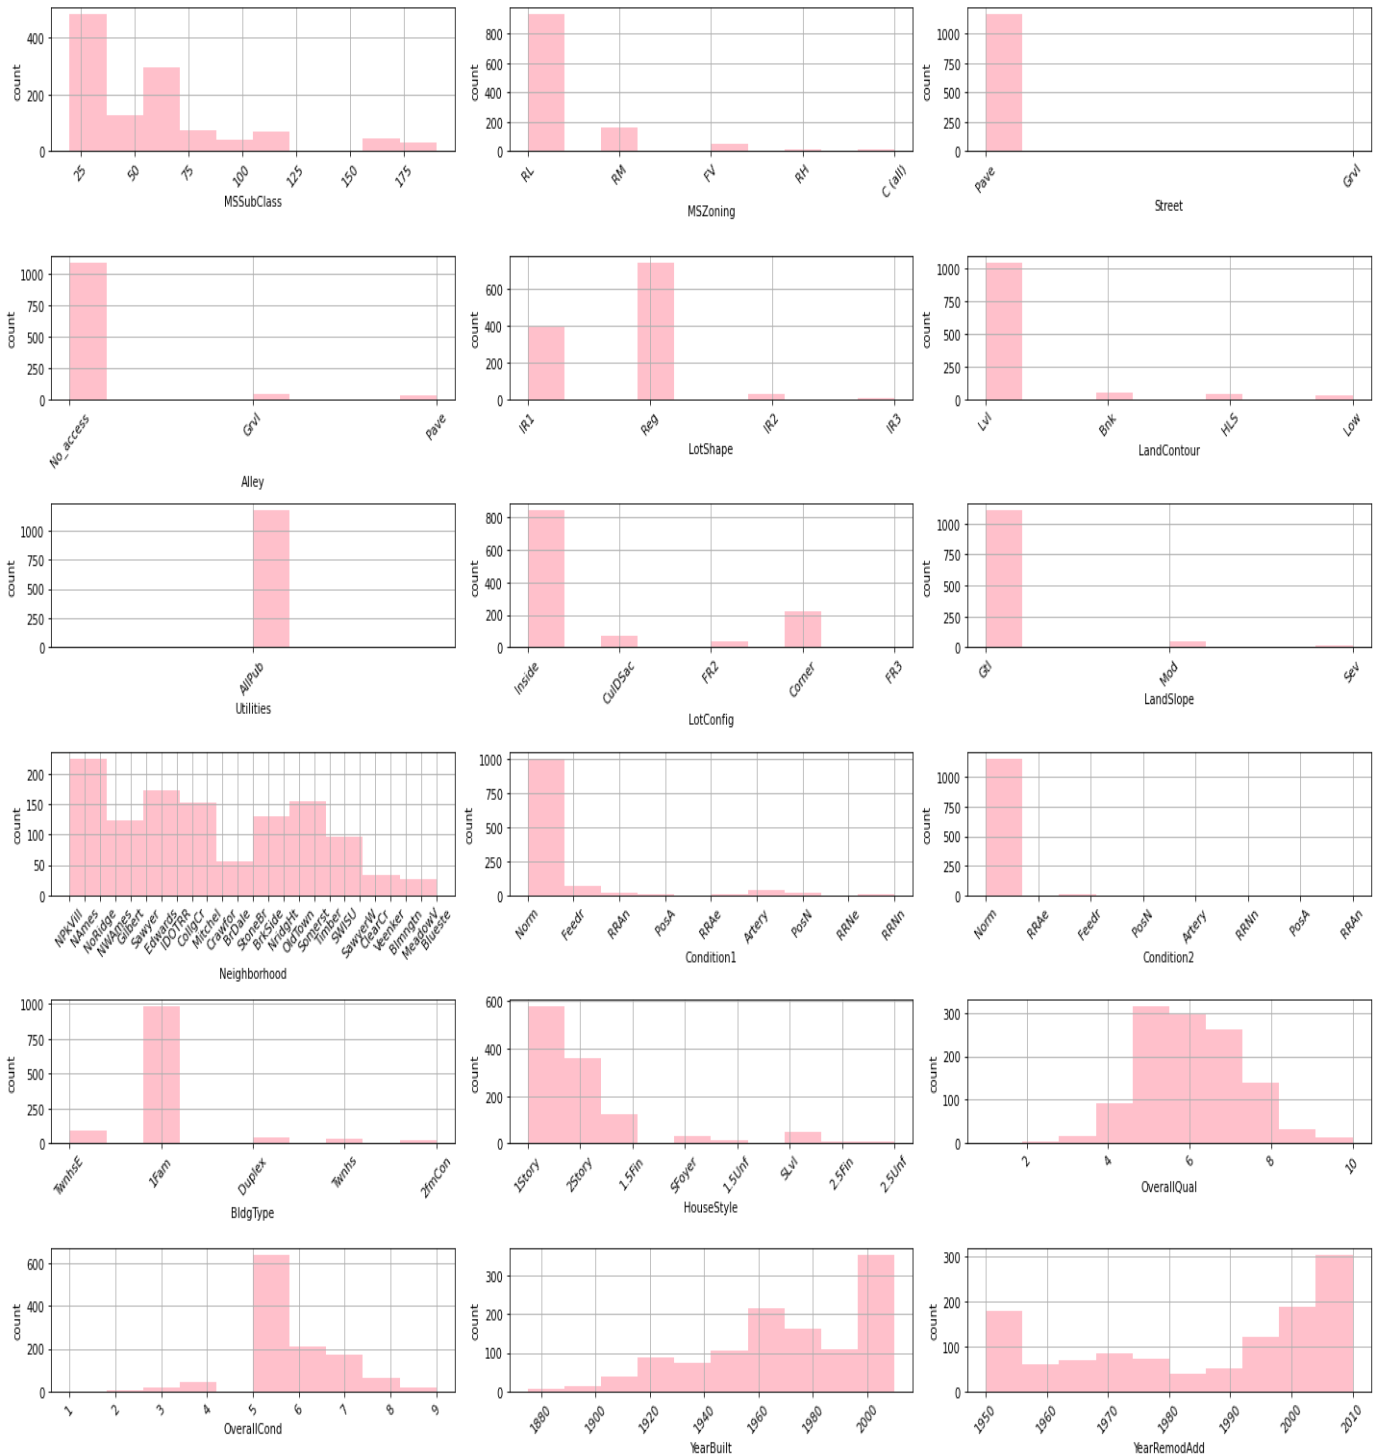 count
400
200
0
25 50 75 100 125 150 175
MSSubClass
count
800
600
400
200
0
RL RM FV RH C (all)
MSZoning
count
1000
750
500
250
0
Pave Grvl
Street
count
1000
750
500
250
0
No_access Grvl Pave
Alley
count
600
400
200
0
IR1 Reg IR2 IR3
LotShape
count
1000
750
500
250
0
Lvl Bnk HLS Low
LandContour
count
1000
750
500
250
0
AllPub
Utilities
count
800
600
400
200
0
Inside CulDSac FR2 Corner FR3
LotConfig
count
1000
750
500
250
0
Gtl Mod Sev
LandSlope
count
200
150
100
50
0
NPkVill NAmes NoRidge NWAmes Gilbert Sawyer Edwards IDOTRR CollgCr Mitchel Crawfor BrDale StoneBr BrkSide NridgHt OldTown Somerst Timber SWISU SawyerW ClearCr Veenker Blmngtn MeadowV Blueste
Neighborhood
count
1000
750
500
250
0
Norm Feedr RRAn PosA RRAe Artery PosN RRNe RRNn
Condition1
count
1000
750
500
250
0
Norm RRAe Feedr PosN Artery RRNn PosA RRAn
Condition2
count
1000
750
500
250
0
TwnhsE 1Fam Duplex Twnhs 2fmCon
BldgType
count
600
400
200
0
1Story 2Story 1.5Fin SFoyer 1.5Unf SLvl 2.5Fin 2.5Unf
HouseStyle
count
300
200
100
0
2 4 6 8 10
OverallQual
count
600
400
200
0
1 2 3 4 5 6 7 8 9
OverallCond
count
300
200
100
0
1880 1900 1920 1940 1960 1980 2000
YearBuilt
count
300
200
100
0
1950 1960 1970 1980 1990 2000 2010
YearRemodAdd